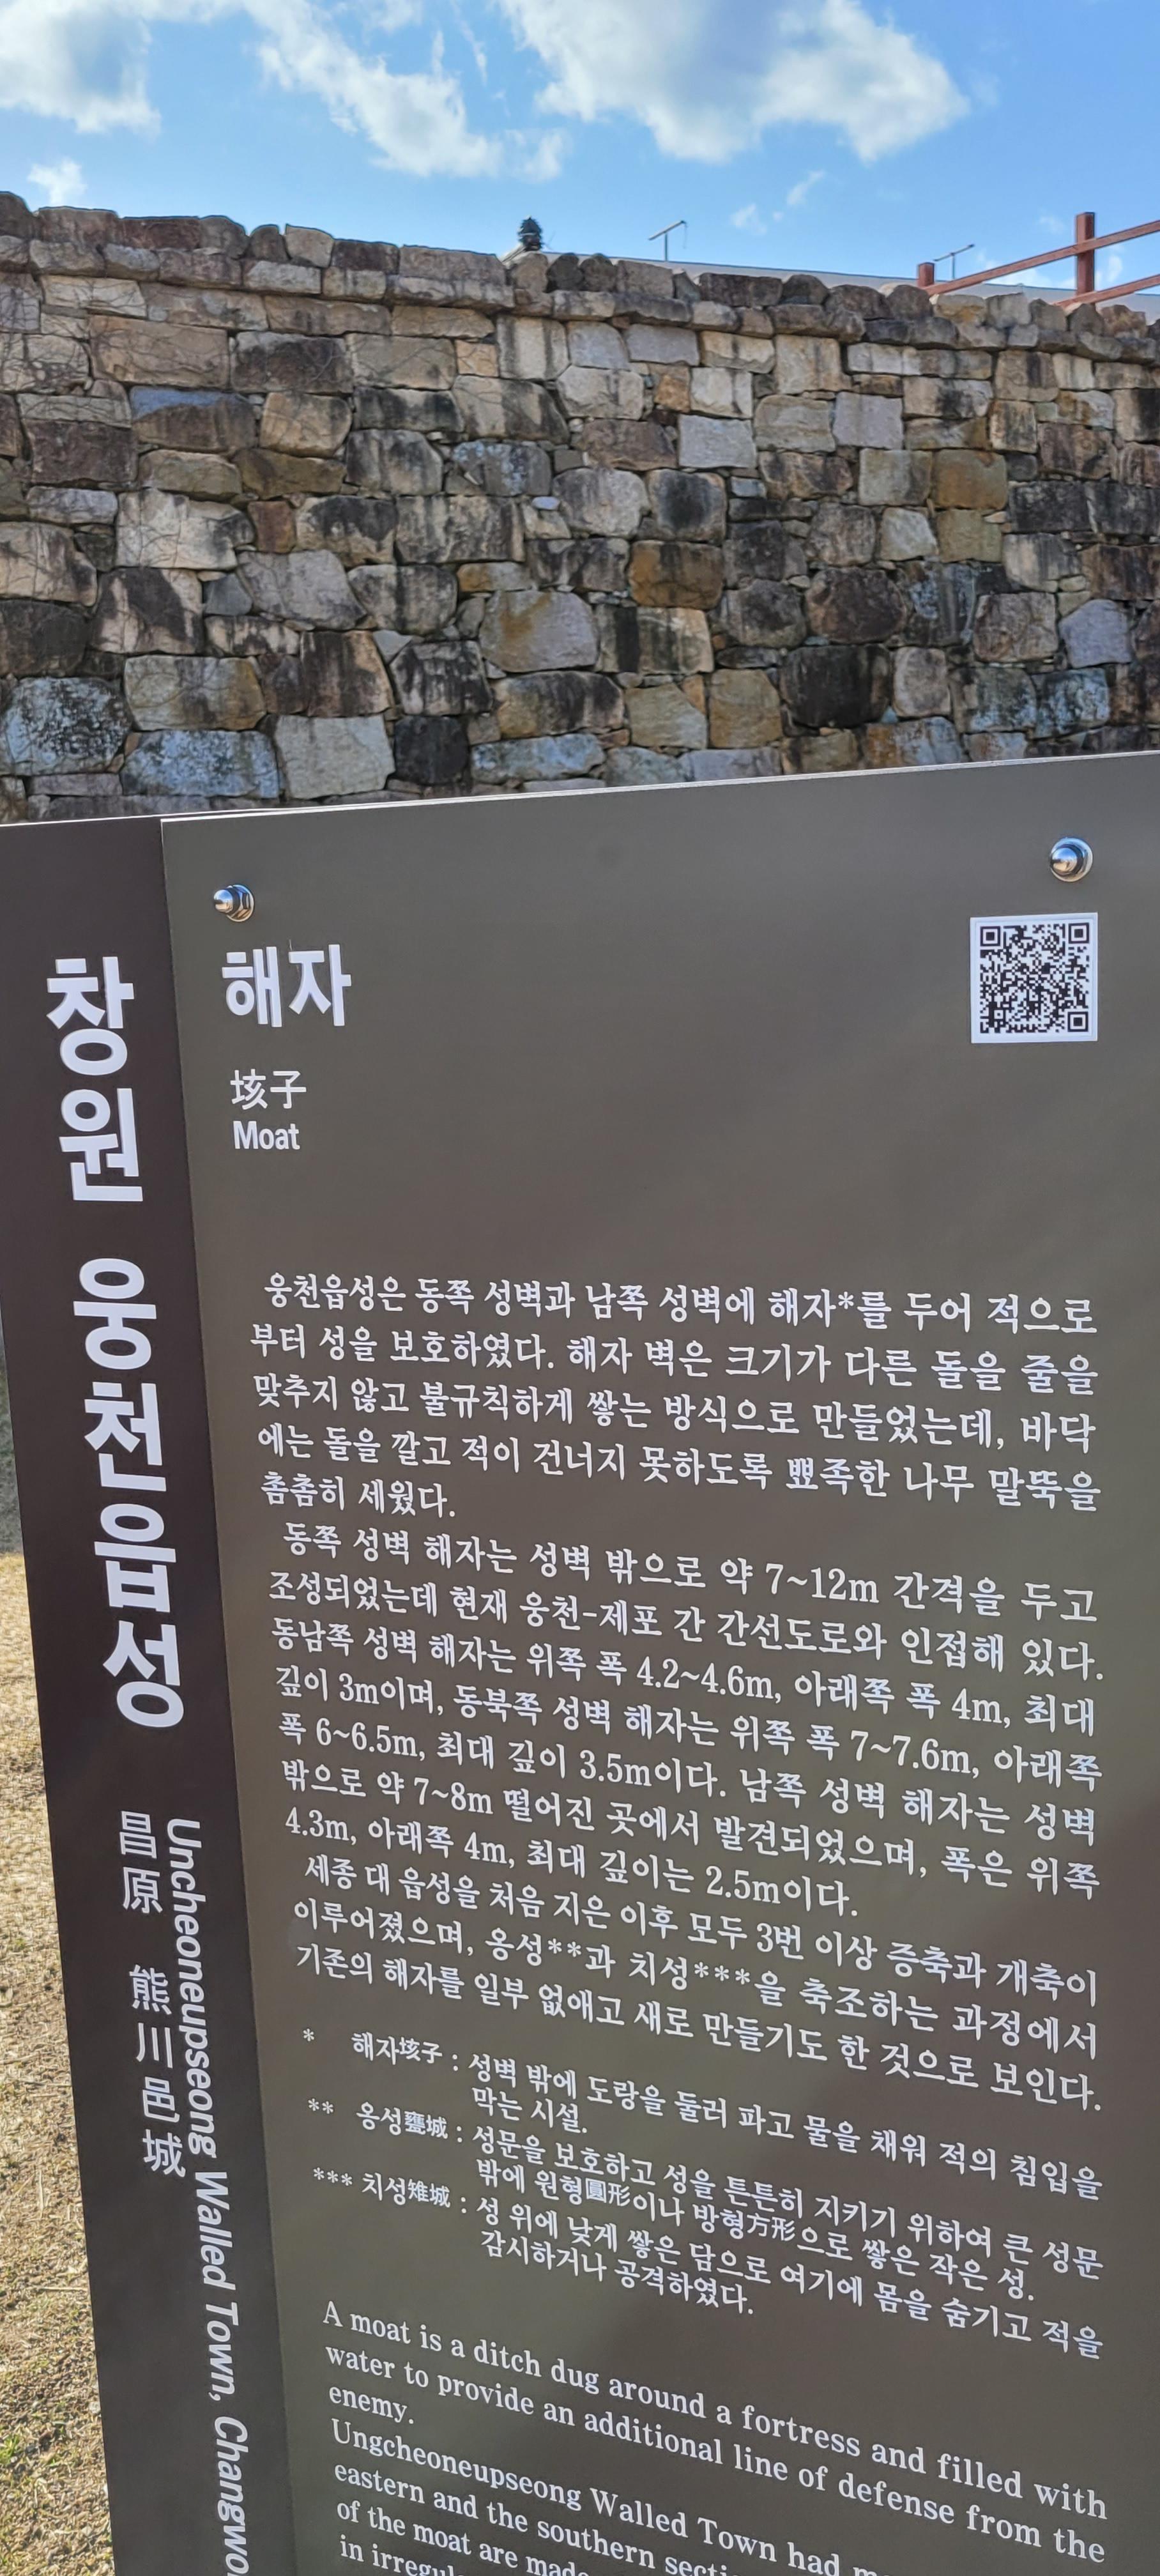 창원 웅천읍성
昌原 熊川邑城
Uncheoneupseong Walled Town,
해자
垓子
Moat
웅천읍성은 동쪽 성벽과 남쪽 성벽에 해자*를 두어 적으로
부터 성을 보호하였다. 해자 벽은 크기가 다른 돌을 줄을
맞추지 않고 불규칙하게 쌓는 방식으로 만들었는데, 바닥
에는 돌을 깔고 적이 건너지 못하도록 뾰족한 나무 말뚝을
촘촘히 세웠다.
동쪽 성벽 해자는 성벽 밖으로 약 7~12m 간격을 두고
조성되었는데 현재 웅천-제포 간 간선도로와 인접해 있다.
동남쪽 성벽 해자는 위쪽 폭 4.2~4.6m, 아래쪽 폭 4m, 최대
깊이 3m이며, 동북쪽 성벽 해자는 위쪽 폭 7~7.6m, 아래쪽
폭 6~6.5m, 최대 깊이 3.5m이다. 남쪽 성벽 해자는 성벽
밖으로 약 7~8m 떨어진 곳에서 발견되었으며, 폭은 위쪽
4.3m, 아래쪽 4m, 최대 깊이는 2.5m이다.
세종 대 읍성을 처음 지은 이후 모두 3번 이상 증축과 개축이
이루어졌으며, 옹성**과 치성***을 축조하는 과정에서
기존의 해자를 일부 없애고 새로 만들기도 한 것으로 보인다.
* 해자垓子 : 성벽 밖에 도랑을 둘러 파고 물을 채워 적의 침입을
막는 시설.
** 옹성甕城 : 성문을 보호하고 성을 튼튼히 지키기 위하여 큰 성문
밖에 원형圓形이나 방형方形으로 쌓은 작은 성.
*** 치성雉城 : 성 위에 낮게 쌓은 담으로 여기에 몸을 숨기고 적을
감시하거나 공격하였다.
A moat is a ditch dug around a fortress and filled with
water to provide an additional line of defense from the
enemy.
Ungcheoneupseong Walled Town had
eastern and the southern
of the moat are made
in